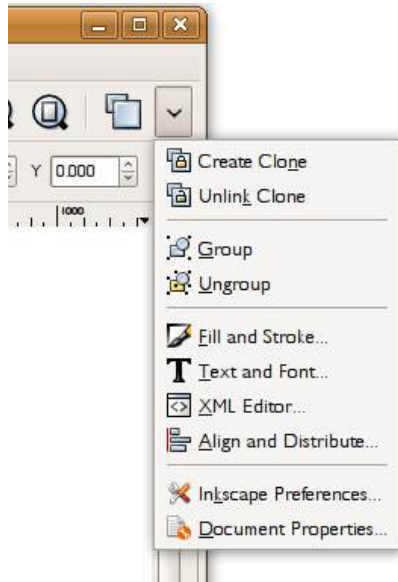 Y 0.000
1000
Create Clone
Unlink Clone
Group
Ungroup
Fill and Stroke...
Text and Font...
XML Editor...
Align and Distribute...
Inkscape Preferences...
Document Properties...